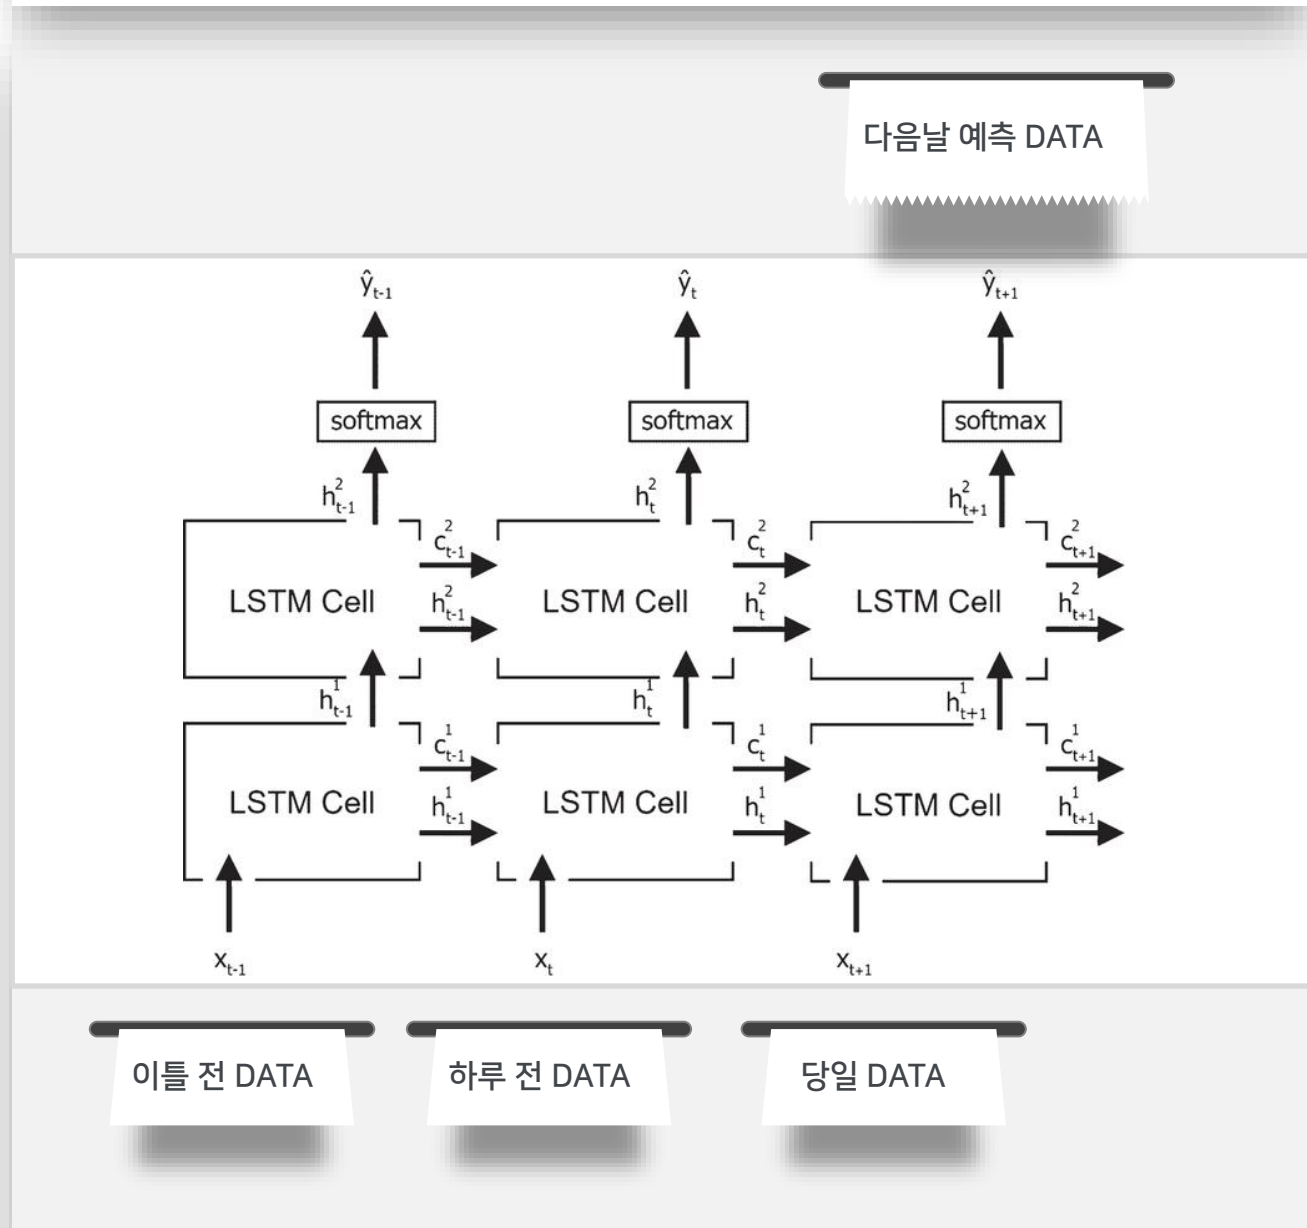 다음날 예측 DATA
ŷt-1 ŷt ŷt+1
softmax softmax softmax
h²t-1 h²t h²t+1
c²t-1 c²t c²t+1
LSTM Cell LSTM Cell LSTM Cell
h²t-1 h²t h²t+1
h¹t-1 h¹t h¹t+1
c¹t-1 c¹t c¹t+1
LSTM Cell LSTM Cell LSTM Cell
h¹t-1 h¹t h¹t+1
xt-1 xt xt+1
이틀 전 DATA 하루 전 DATA 당일 DATA